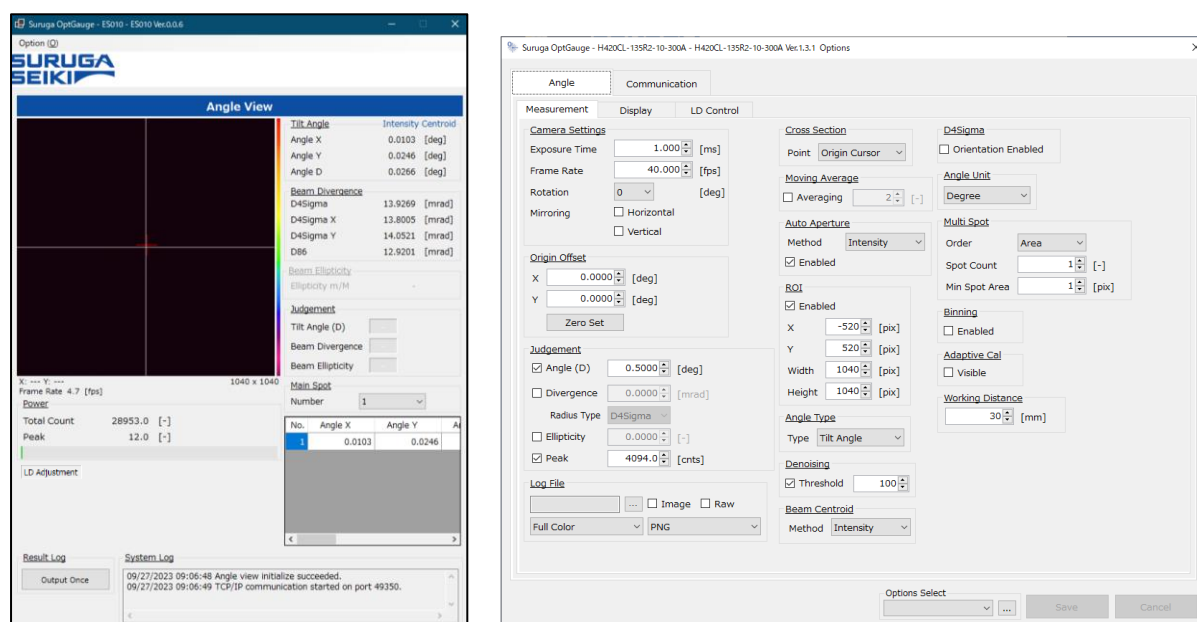 Suruga OptGauge - ES010 - ES010 Ver.0.0.6
Option (O)
SURUGA
SEIKI
Angle View
Tilt Angle Intensity Centroid
Angle X 0.0103 [deg]
Angle Y 0.0246 [deg]
Angle D 0.0266 [deg]
Beam Divergence
D4Sigma 13.9269 [mrad]
D4Sigma X 13.8005 [mrad]
D4Sigma Y 14.0521 [mrad]
D86 12.9201 [mrad]
Beam Ellipticity
Ellipticity m/M -
Judgement
Tilt Angle (D)
Beam Divergence
Beam Ellipticity
X: --- Y: --- 1040 x 1040
Frame Rate 4.7 [fps]
Power
Total Count 28953.0 [-]
Peak 12.0 [-]
LD Adjustment
Main Spot
Number 1
No. Angle X Angle Y
1 0.0103 0.0246
Result Log
Output Once
System Log
09/27/2023 09:06:48 Angle view initialize succeeded.
09/27/2023 09:06:49 TCP/IP communication started on port 49350.
Suruga OptGauge - H420CL-135R2-10-300A - H420CL-135R2-10-300A Ver.1.3.1 Options
Angle Communication
Measurement Display LD Control
Camera Settings
Exposure Time 1.000 [ms]
Frame Rate 40.000 [fps]
Rotation 0 [deg]
Mirroring Horizontal
Vertical
Origin Offset
X 0.0000 [deg]
Y 0.0000 [deg]
Zero Set
Judgement
Angle (D) 0.5000 [deg]
Divergence 0.0000 [mrad]
Radius Type D4Sigma
Ellipticity 0.0000 [-]
Peak 4094.0 [cnts]
Log File
... Image Raw
Full Color PNG
Cross Section
Point Origin Cursor
Moving Average
Averaging 2 [-]
Auto Aperture
Method Intensity
Enabled
ROI
Enabled
X -520 [pix]
Y 520 [pix]
Width 1040 [pix]
Height 1040 [pix]
Angle Type
Type Tilt Angle
Denoising
Threshold 100
Beam Centroid
Method Intensity
D4Sigma
Orientation Enabled
Angle Unit
Degree
Multi Spot
Order Area
Spot Count 1 [-]
Min Spot Area 1 [pix]
Binning
Enabled
Adaptive Cal
Visible
Working Distance
30 [mm]
Options Select
... Save Cancel